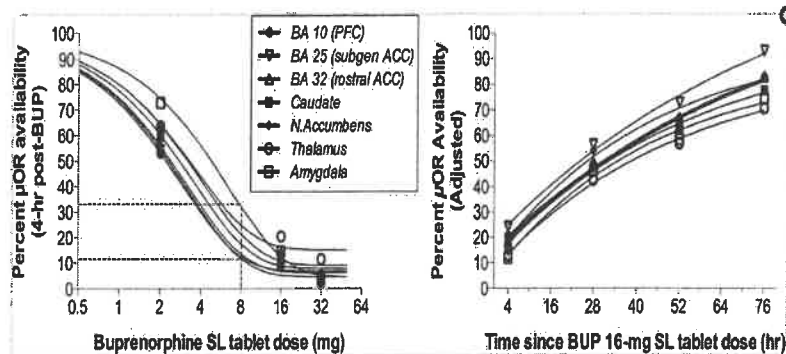 Percent µOR availability
(4-hr post-BUP)
100
90
80
70
60
50
40
30
20
10
0
0.5 1 2 4 8 16 32 64
Buprenorphine SL tablet dose (mg)
BA 10 (PFC)
BA 25 (subgen ACC)
BA 32 (rostral ACC)
Caudate
N.Accumbens
Thalamus
Amygdala
Percent µOR Availability
(Adjusted)
100
90
80
70
60
50
40
30
20
10
0
4 16 28 40 52 64 76
Time since BUP 16-mg SL tablet dose (hr)